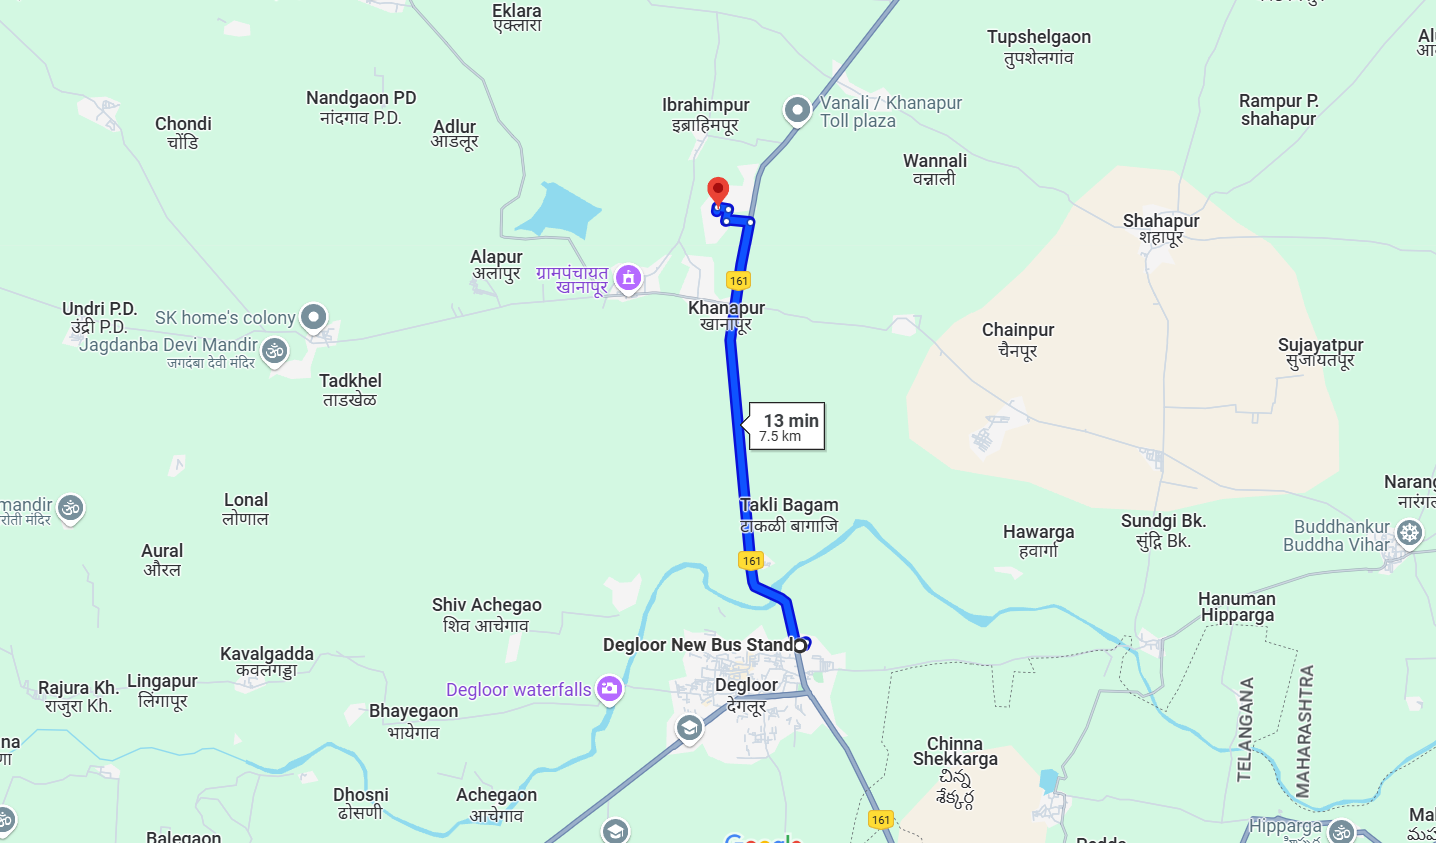 Eklara
एक्लारा
Tupshelgaon
तुपशेलगांव
Nandgaon PD
नांदगाव P.D.
Chondi
चोंडि
Adlur
आडलूर
Ibrahimpur
इब्राहिमपूर
Vanali / Khanapur
Toll plaza
Rampur P.
shahapur
Wannali
वन्नाली
Shahapur
शहापूर
Alapur
अलापुर
ग्रामपंचायत
खानापूर
161
Khanapur
खानापूर
Undri P.D.
उंद्री P.D.
SK home's colony
Jagdanba Devi Mandir
जगदंबा देवी मंदिर
Chainpur
चैनपूर
Sujayatpur
सुजायतपूर
Tadkhel
ताडखेळ
13 min
7.5 km
Takli Bagam
टाकळी बागाजि
161
mandir
रोती मंदिर
Lonal
लोणाल
Aural
औरल
Hawarga
हवार्गा
Sundgi Bk.
सुंद्गि Bk.
Buddhankur
Buddha Vihar
Hanuman
Hipparga
Shiv Achegao
शिव आचेगाव
Degloor New Bus Stand
Kavalgadda
कवलगड्डा
Rajura Kh.
राजुरा Kh.
Lingapur
लिंगापूर
Degloor waterfalls
Degloor
देगलूर
Bhayegaon
भायेगाव
TELANGANA
MAHARASHTRA
Chinna
Shekkarga
చిన్న
శేక్కర్గ
Dhosni
ढोसणी
Achegaon
आचेगाव
161
Balegaon
Hipparga